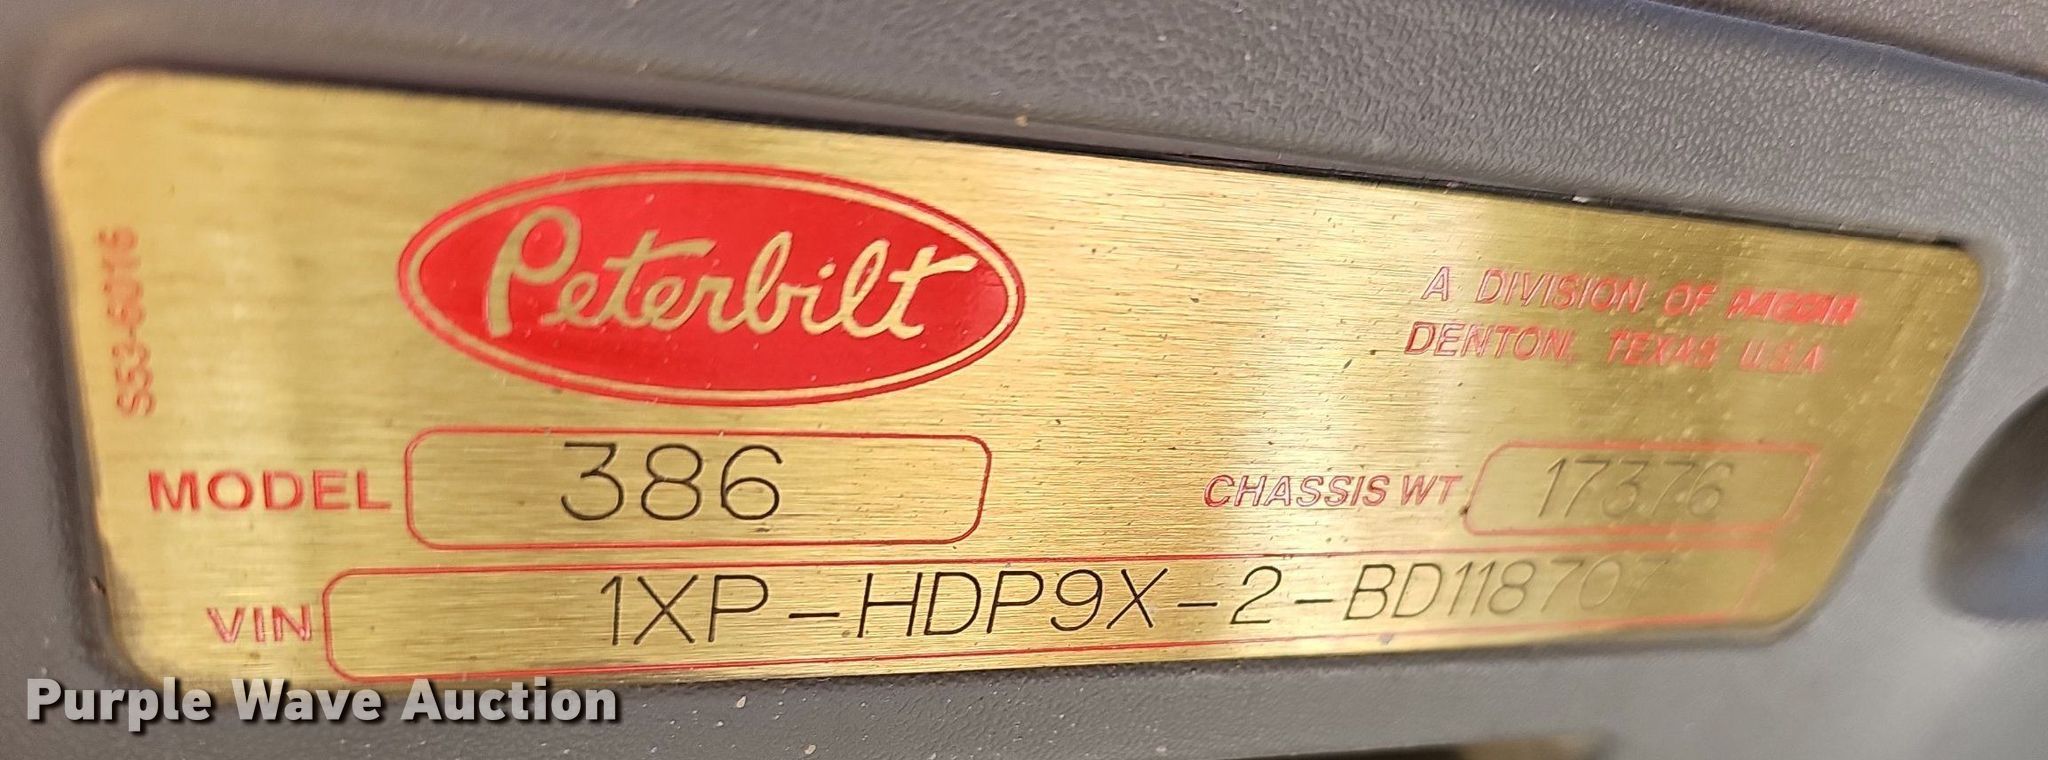 S53-6016
Peterbilt
A DIVISION OF PACCAR
DENTON, TEXAS U.S.A.
MODEL 386
CHASSIS WT 17376
VIN 1XP-HDP9X-2-BD118707
Purple Wave Auction